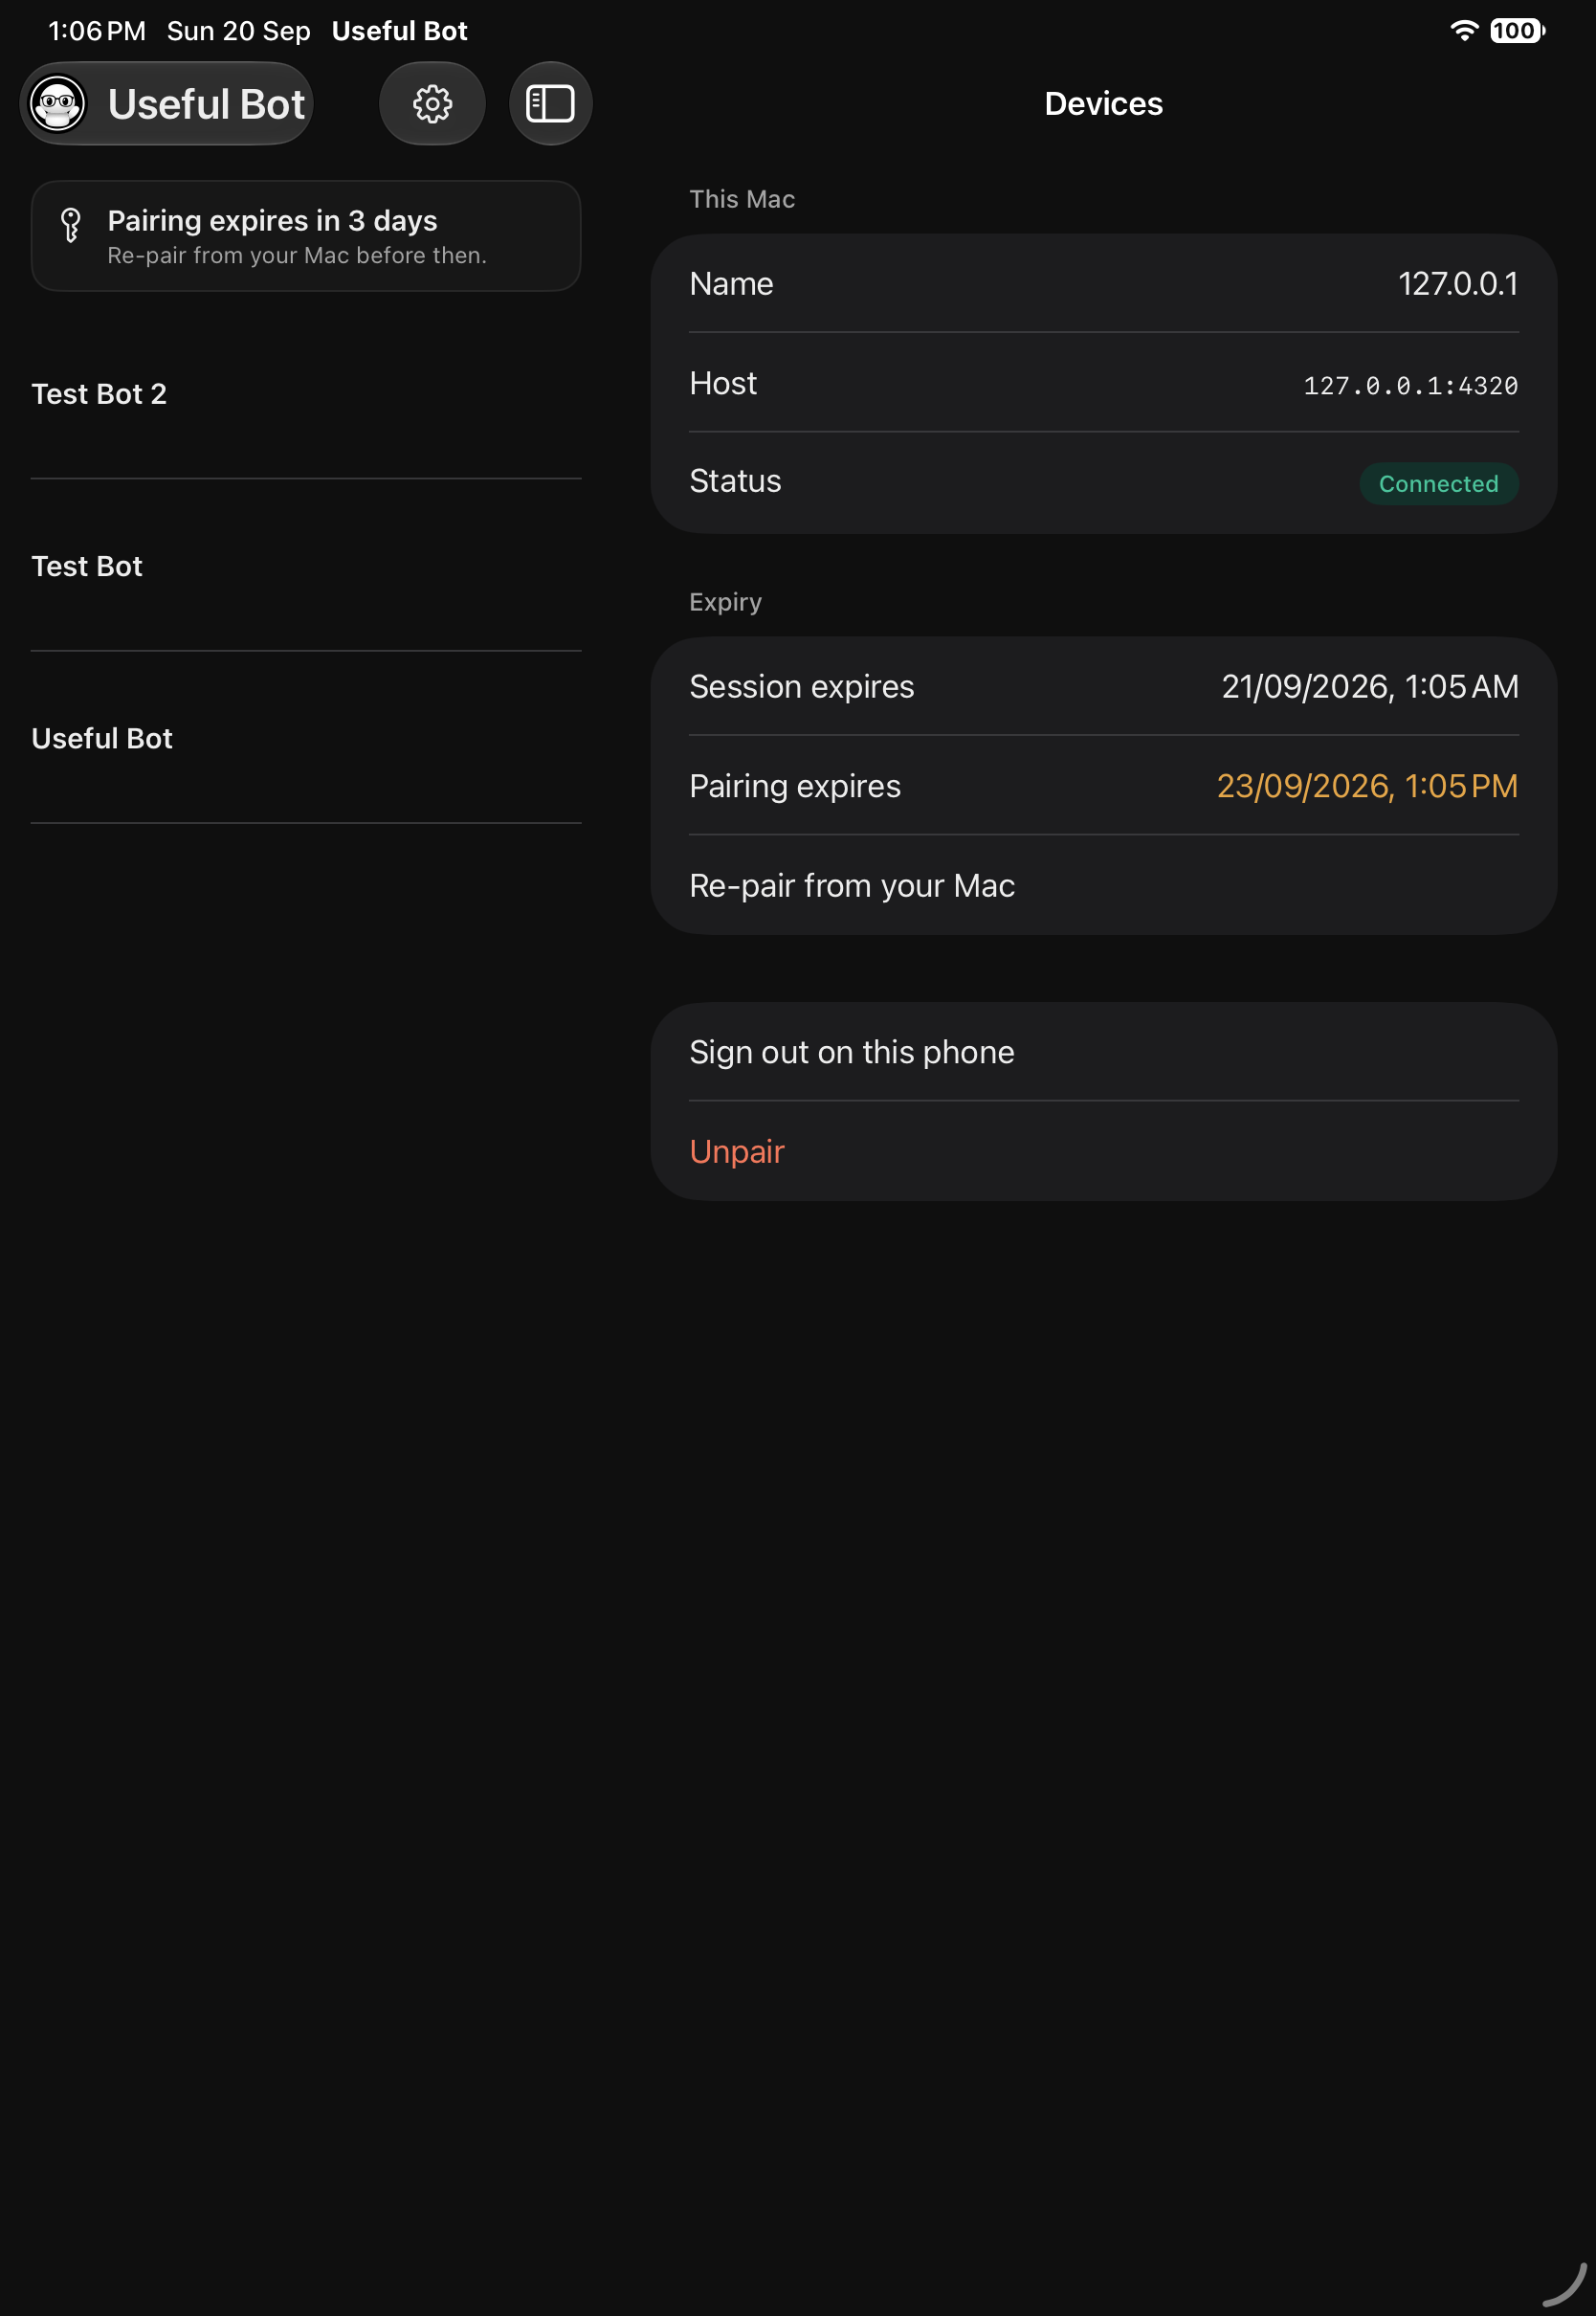 1:06 PM Sun 20 Sep Useful Bot
100
Useful Bot
Pairing expires in 3 days
Re-pair from your Mac before then.
Test Bot 2
Test Bot
Useful Bot
Devices
This Mac
Name 127.0.0.1
Host 127.0.0.1:4320
Status Connected
Expiry
Session expires 21/09/2026, 1:05 AM
Pairing expires 23/09/2026, 1:05 PM
Re-pair from your Mac
Sign out on this phone
Unpair